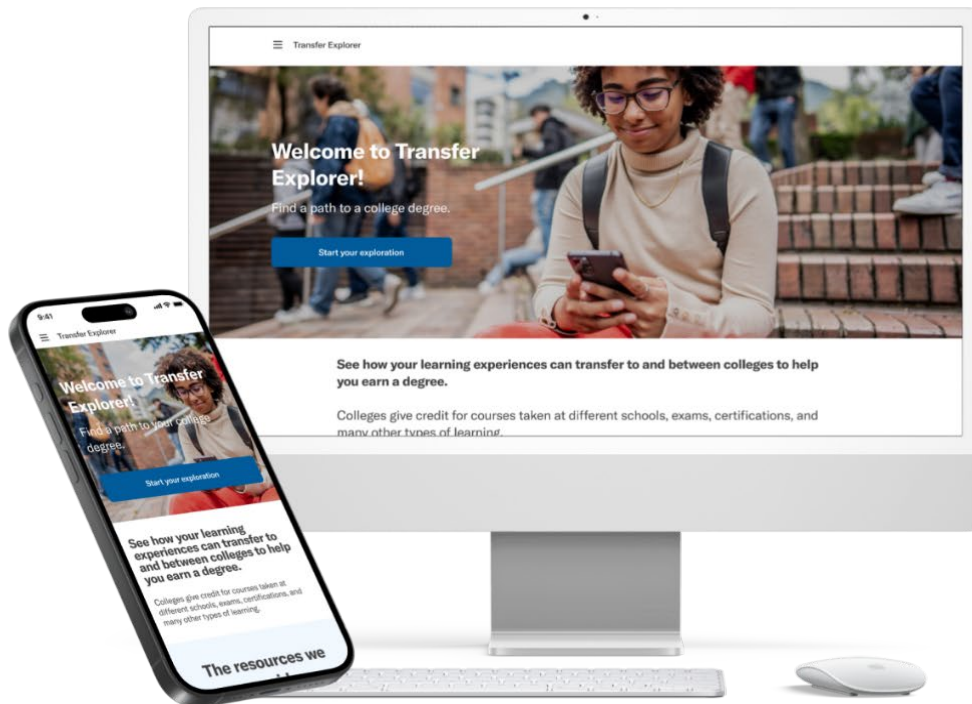 Transfer Explorer
Welcome to Transfer
Explorer!
Find a path to a college degree.
Start your exploration
See how your learning experiences can transfer to and between colleges to help
you earn a degree.
Colleges give credit for courses taken at different schools, exams, certifications, and
many other types of learning.
9:41
Transfer Explorer
Welcome to Transfer
Explorer!
Find a path to your college
degree.
Start your exploration
See how your learning
experiences can transfer to
and between colleges to help
you earn a degree.
Colleges give credit for courses taken at
different schools, exams, certifications, and
many other types of learning.
The resources we